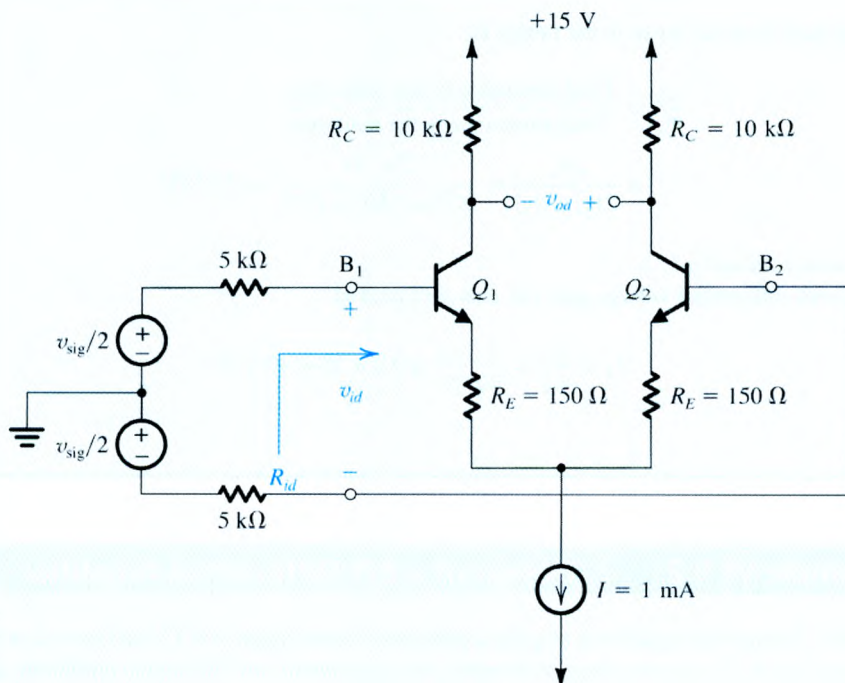 +15 V
R_C = 10 kΩ
R_C = 10 kΩ
− v_od +
5 kΩ
B₁
Q₁
Q₂
B₂
+
v_sig/2
+
−
v_id
R_E = 150 Ω
R_E = 150 Ω
v_sig/2
+
−
R_id
−
5 kΩ
I = 1 mA